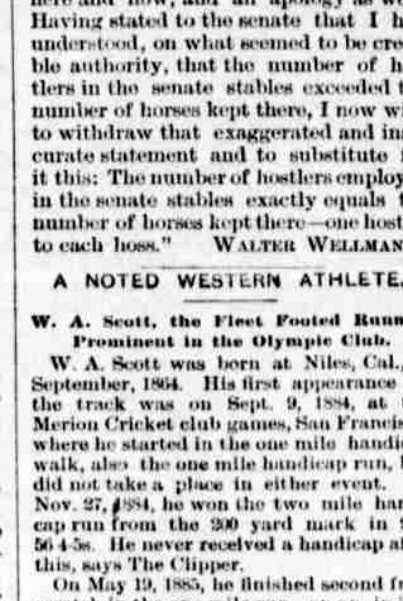 Having stated to the senate that I h
understood, on what seemed to be cre
ble authority, that the number of h
tlers in the senate stables exceeded t
number of horses kept there, I now wi
to withdraw that exaggerated and ina
curate statement and to substitute f
it this: The number of hostlers employ
in the senate stables exactly equals t
number of horses kept there—one host
to each hoss." WALTER WELLMAN
A NOTED WESTERN ATHLETE.
W. A. Scott, the Fleet Footed Runn
Prominent in the Olympic Club.
W. A. Scott was born at Niles, Cal.,
September, 1864. His first appearance
the track was on Sept. 9, 1884, at
Merion Cricket club games, San Francis
where he started in the one mile handic
walk, also the one mile handicap run, b
did not take a place in either event.
Nov. 27, 1884, he won the two mile han
cap run from the 200 yard mark in
56 4-5s. He never received a handicap af
this, says The Clipper.
On May 19, 1885, he finished second fr